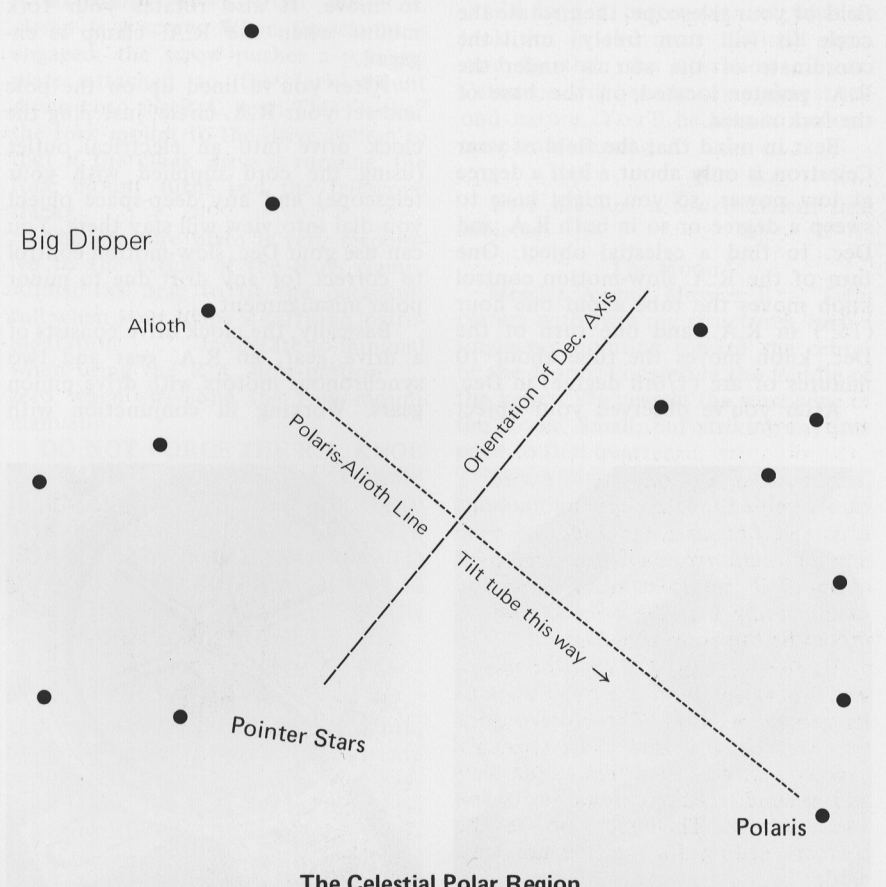 Big Dipper
Alioth
Orientation of Dec. Axis
Polaris-Alioth Line
Tilt tube this way →
Pointer Stars
Polaris
The Celestial Polar Region